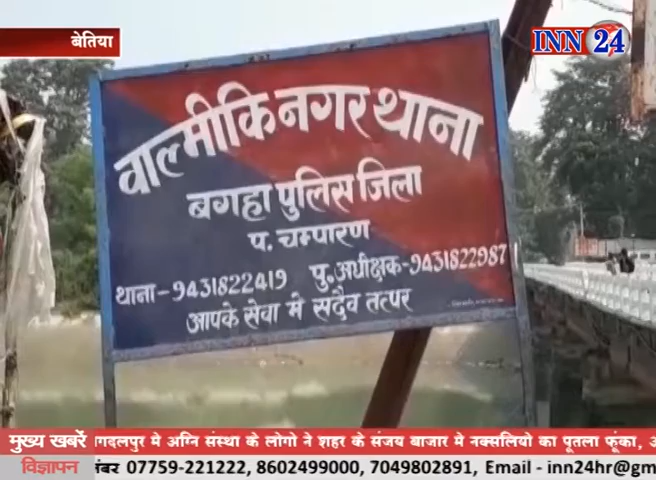 बेतिया
INN 24
वाल्मीकि नगर थाना
बगहा पुलिस जिला
प. चम्पारण
थाना-9431822419 पु. अधीक्षक-9431822987
आपके सेवा मे सदैव तत्पर
मुख्य खबरें गदलपुर मे अग्नि संस्था के लोगो ने शहर के संजय बाजार मे नक्सलियो का पूतला फूंका,
विज्ञापन नंबर 07759-221222, 8602499000, 7049802891, Email - inn24hr@gm